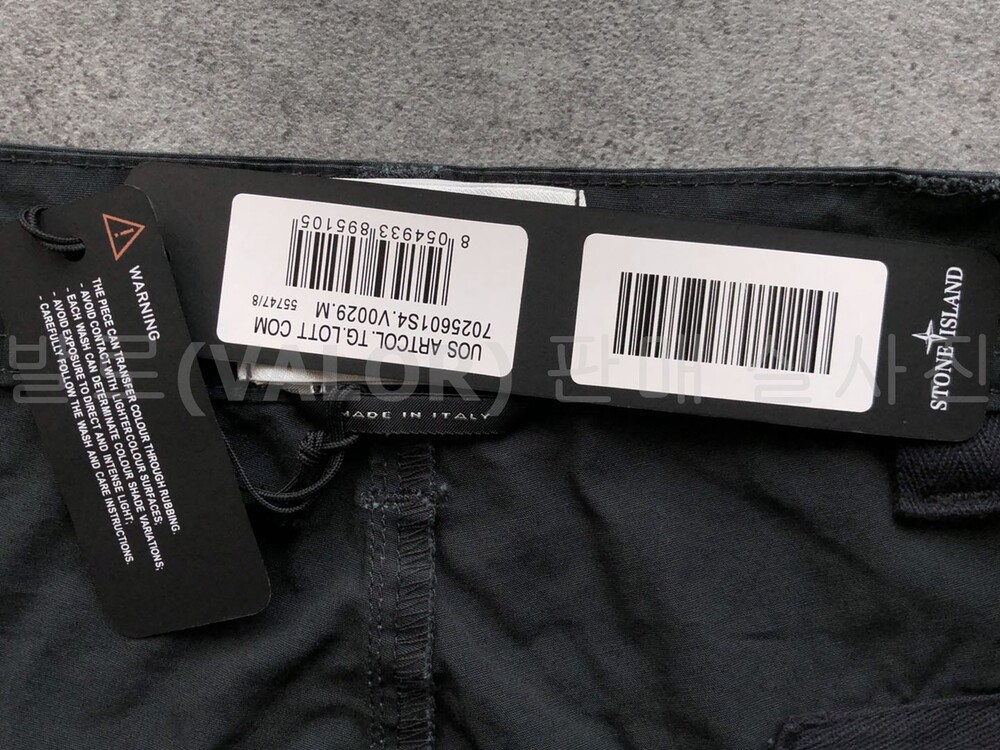 WARNING
THE PIECE CAN TRANSFER COLOUR THROUGH RUBBING.
- AVOID CONTACT WITH LIGHTER COLOUR SURFACES;
- EACH WASH CAN DETERMINATE COLOUR SHADE VARIATIONS;
- AVOID EXPOSURE TO DIRECT AND INTENSE LIGHT;
- CAREFULLY FOLLOW THE WASH AND CARE INSTRUCTIONS.
UOS ARTCOL.TG.LOTT COM
7025601S4.V0029.M
55747/8
8 054933 895105
STONE ISLAND
MADE IN ITALY
발로(VALOR) 판매 실사진